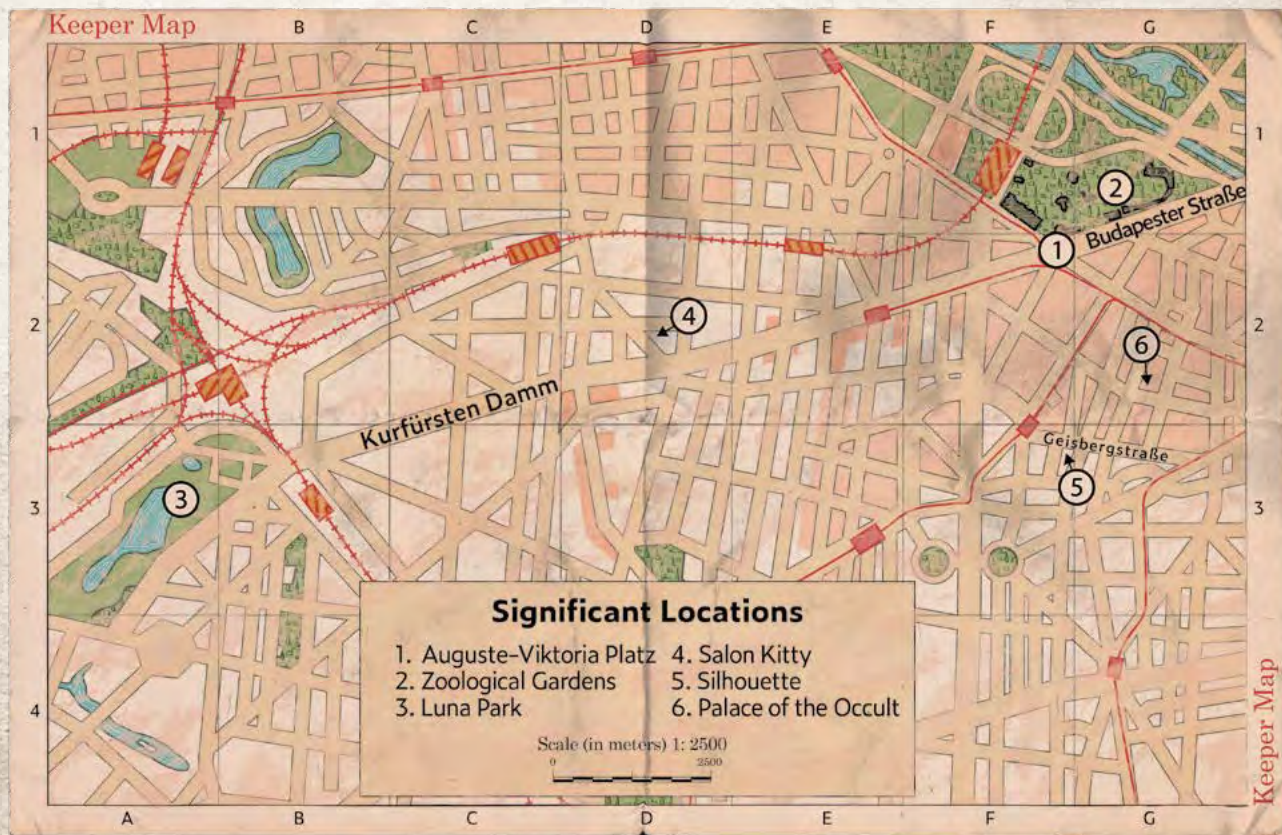 Keeper Map
B
C
D
E
F
G
1
1
2
Budapester Straße
1
4
2
2
6
Kurfürsten Damm
Geisbergstraße
5
3
3
3
Significant Locations
1. Auguste-Viktoria Platz
4. Salon Kitty
2. Zoological Gardens
5. Silhouette
3. Luna Park
6. Palace of the Occult
4
Scale (in meters) 1: 2500
0
2500
Keeper Map
A
B
C
D
E
F
G